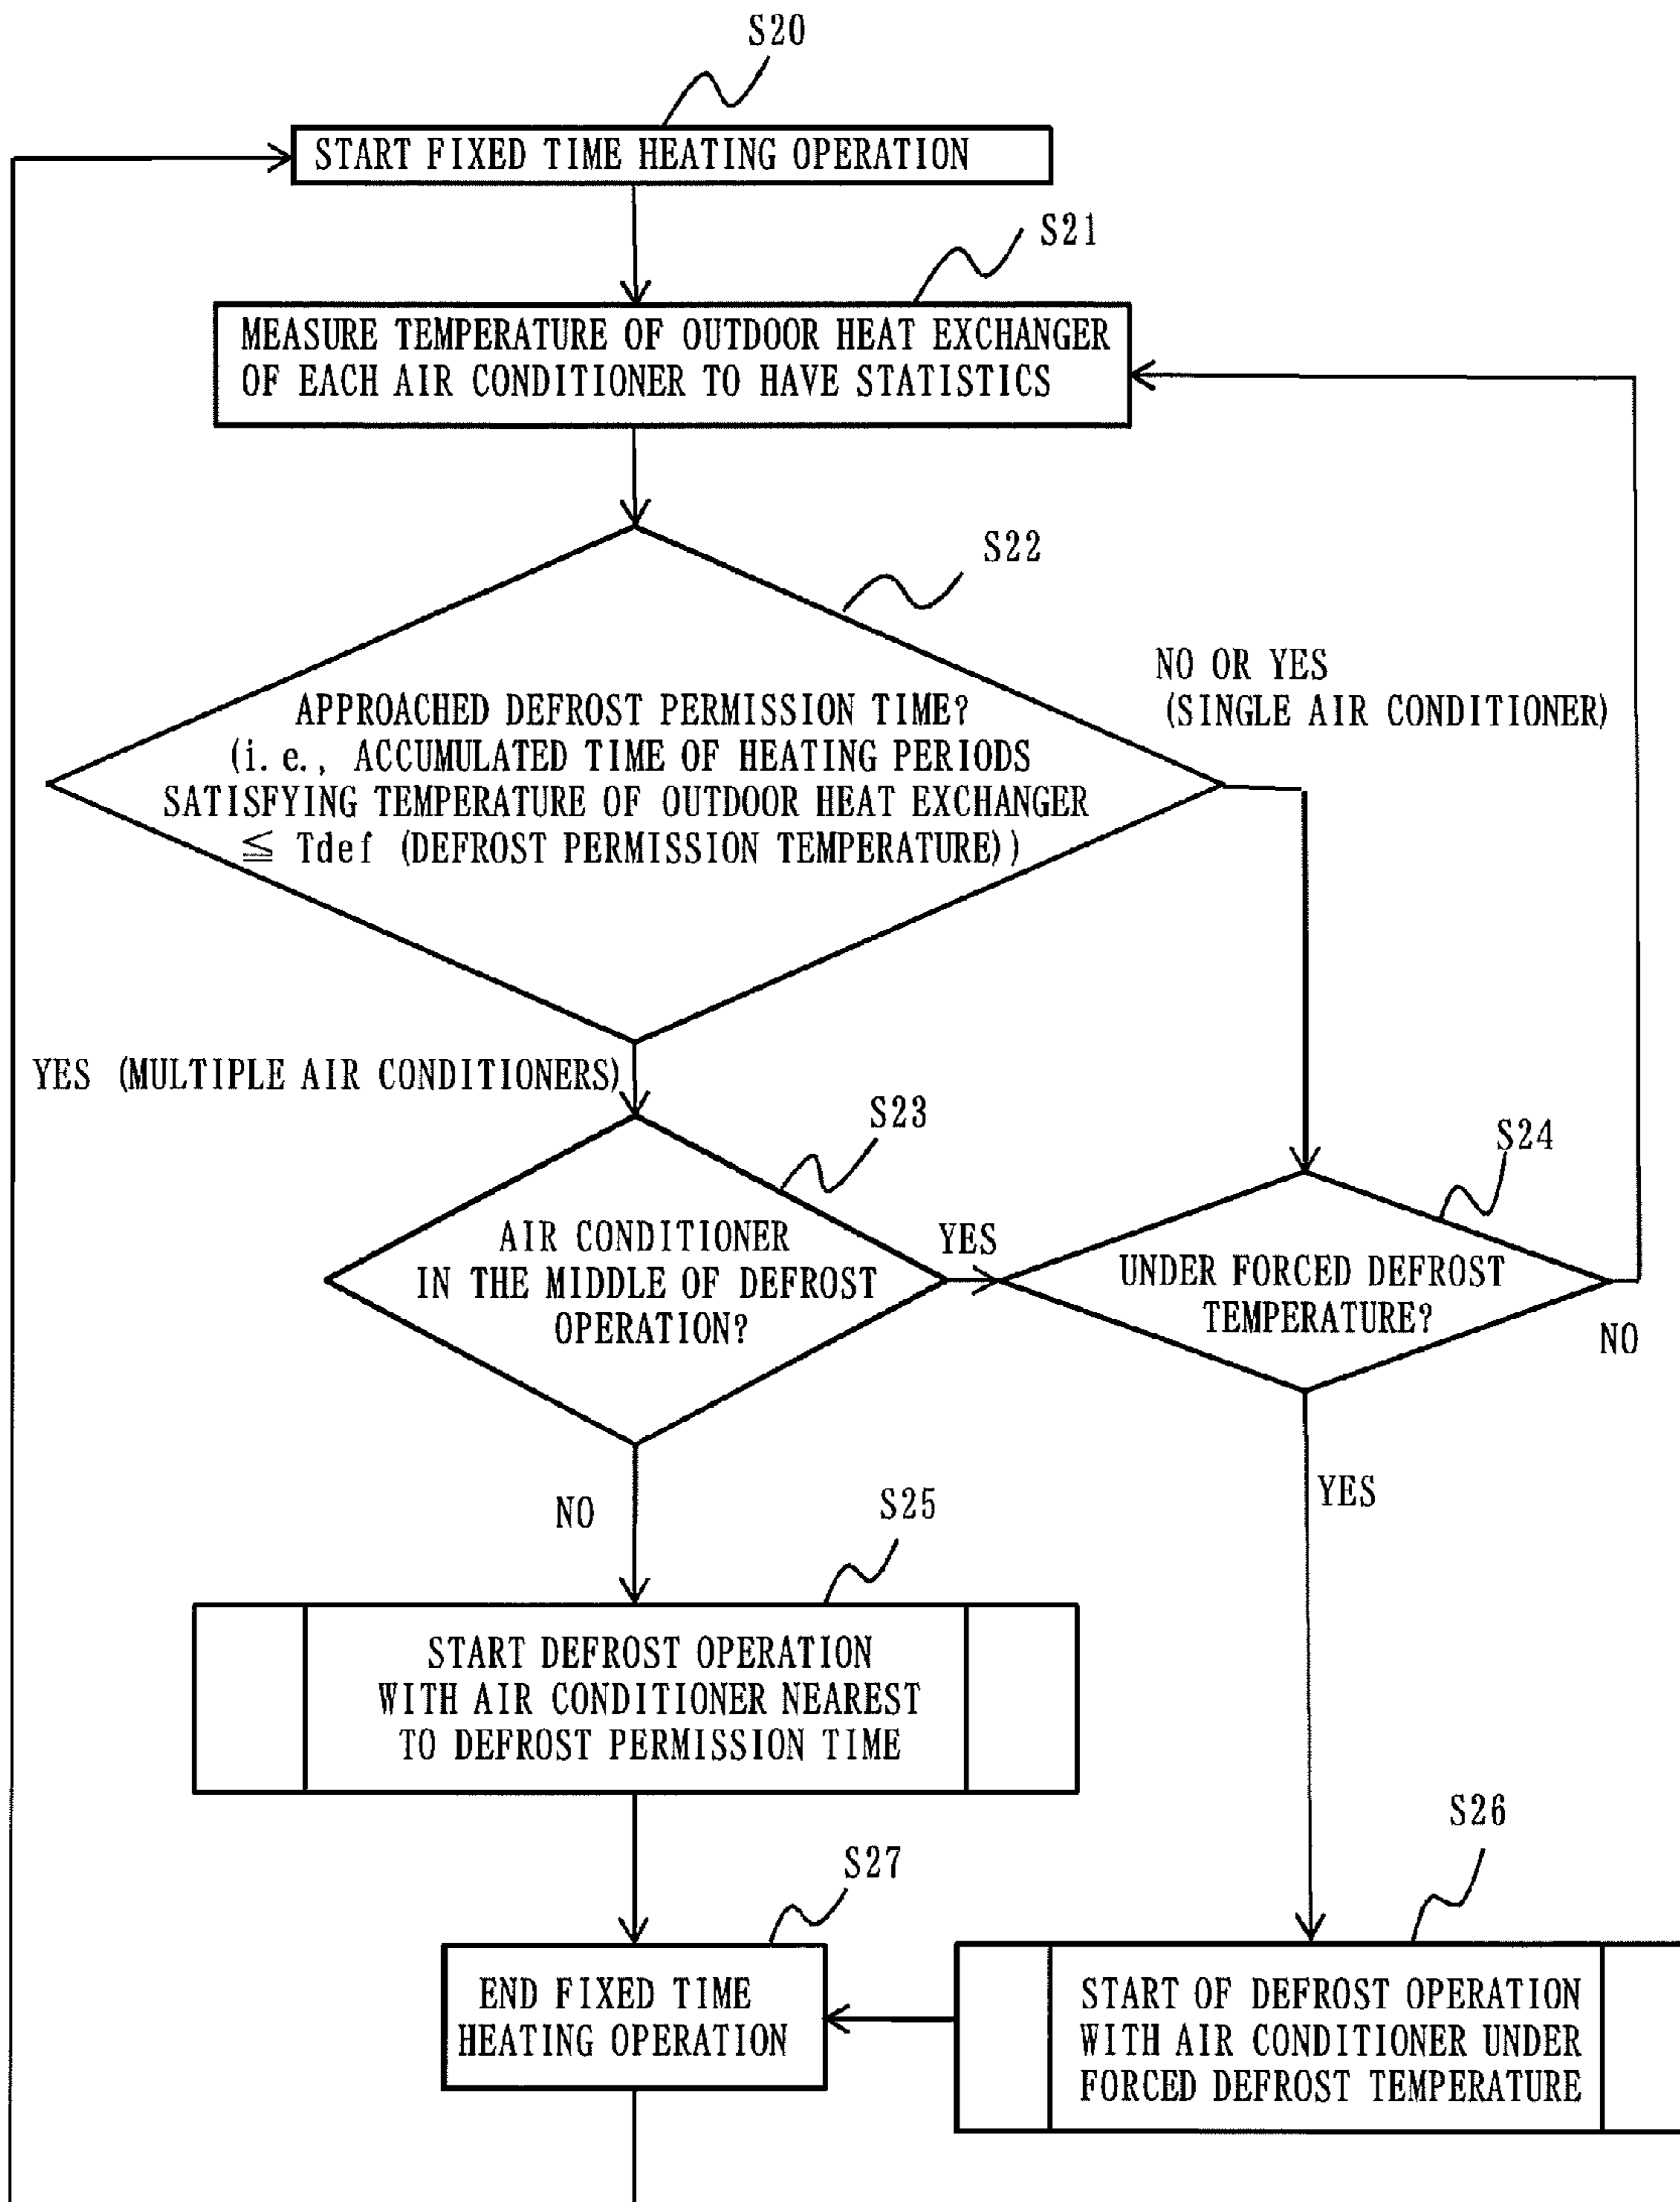 S20
START FIXED TIME HEATING OPERATION
S21
MEASURE TEMPERATURE OF OUTDOOR HEAT EXCHANGER
OF EACH AIR CONDITIONER TO HAVE STATISTICS
S22
NO OR YES
(SINGLE AIR CONDITIONER)
APPROACHED DEFROST PERMISSION TIME?
(i.e., ACCUMULATED TIME OF HEATING PERIODS
SATISFYING TEMPERATURE OF OUTDOOR HEAT EXCHANGER
≦ Tdef (DEFROST PERMISSION TEMPERATURE))
YES (MULTIPLE AIR CONDITIONERS)
S23
AIR CONDITIONER
IN THE MIDDLE OF DEFROST
OPERATION?
YES
S24
UNDER FORCED DEFROST
TEMPERATURE?
NO
YES
NO
S25
START DEFROST OPERATION
WITH AIR CONDITIONER NEAREST
TO DEFROST PERMISSION TIME
S26
START OF DEFROST OPERATION
WITH AIR CONDITIONER UNDER
FORCED DEFROST TEMPERATURE
S27
END FIXED TIME
HEATING OPERATION